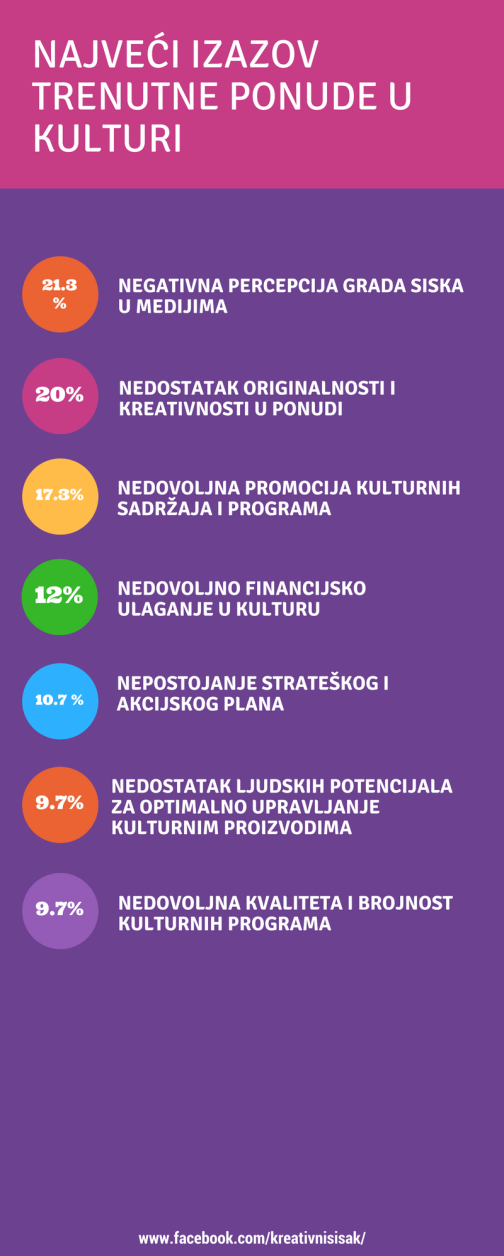 NAJVEĆI IZAZOV
TRENUTNE PONUDE U
KULTURI
21.3
%
NEGATIVNA PERCEPCIJA GRADA SISKA
U MEDIJIMA
20%
NEDOSTATAK ORIGINALNOSTI I
KREATIVNOSTI U PONUDI
17.3%
NEDOVOLJNA PROMOCIJA KULTURNIH
SADRŽAJA I PROGRAMA
12%
NEDOVOLJNO FINANCIJSKO
ULAGANJE U KULTURU
10.7 %
NEPOSTOJANJE STRATEŠKOG I
AKCIJSKOG PLANA
9.7%
NEDOSTATAK LJUDSKIH POTENCIJALA
ZA OPTIMALNO UPRAVLJANJE
KULTURNIM PROIZVODIMA
9.7%
NEDOVOLJNA KVALITETA I BROJNOST
KULTURNIH PROGRAMA
www.facebook.com/kreativnisisak/